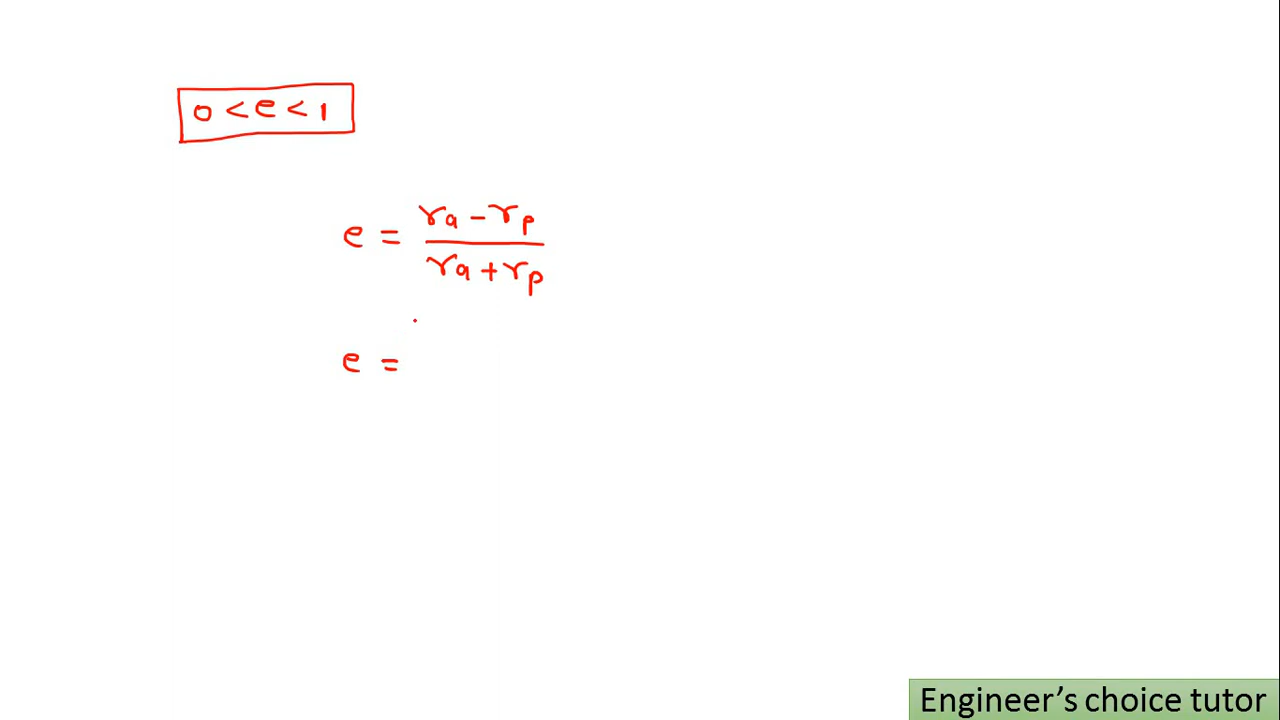 0 < e < 1
e = ra - rp
ra + rp
e =
Engineer's choice tutor